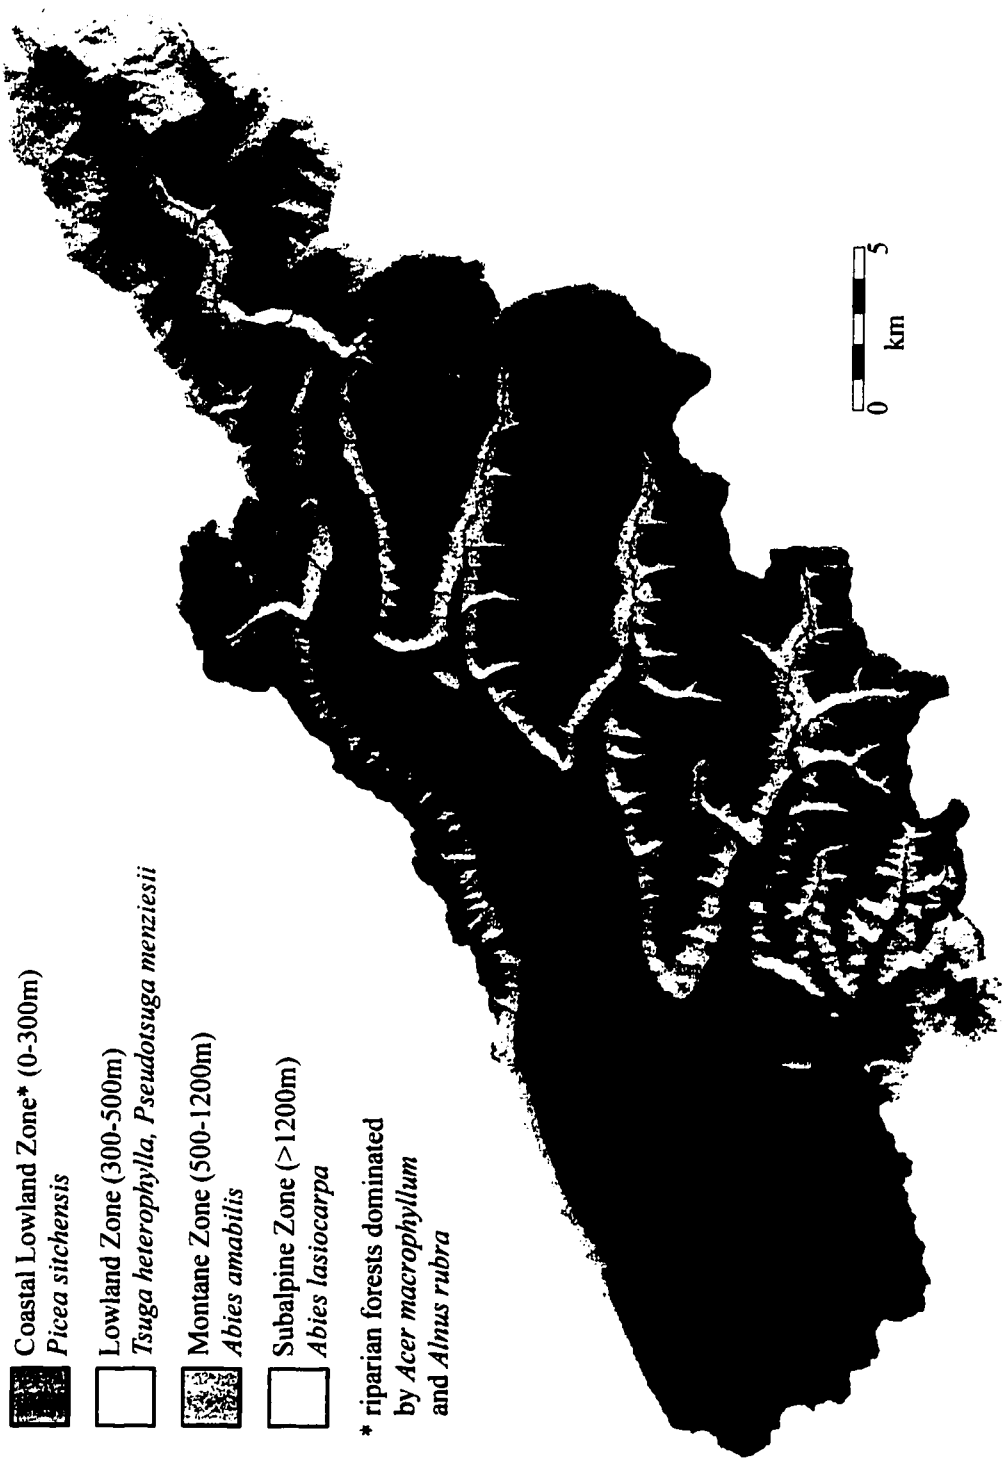 Coastal Lowland Zone* (0-300m)
Picea sitchensis
Lowland Zone (300-500m)
Tsuga heterophylla, Pseudotsuga menziesii
Montane Zone (500-1200m)
Abies amabilis
Subalpine Zone (>1200m)
Abies lasiocarpa
* riparian forests dominated
by Acer macrophyllum
and Alnus rubra
0 5
km